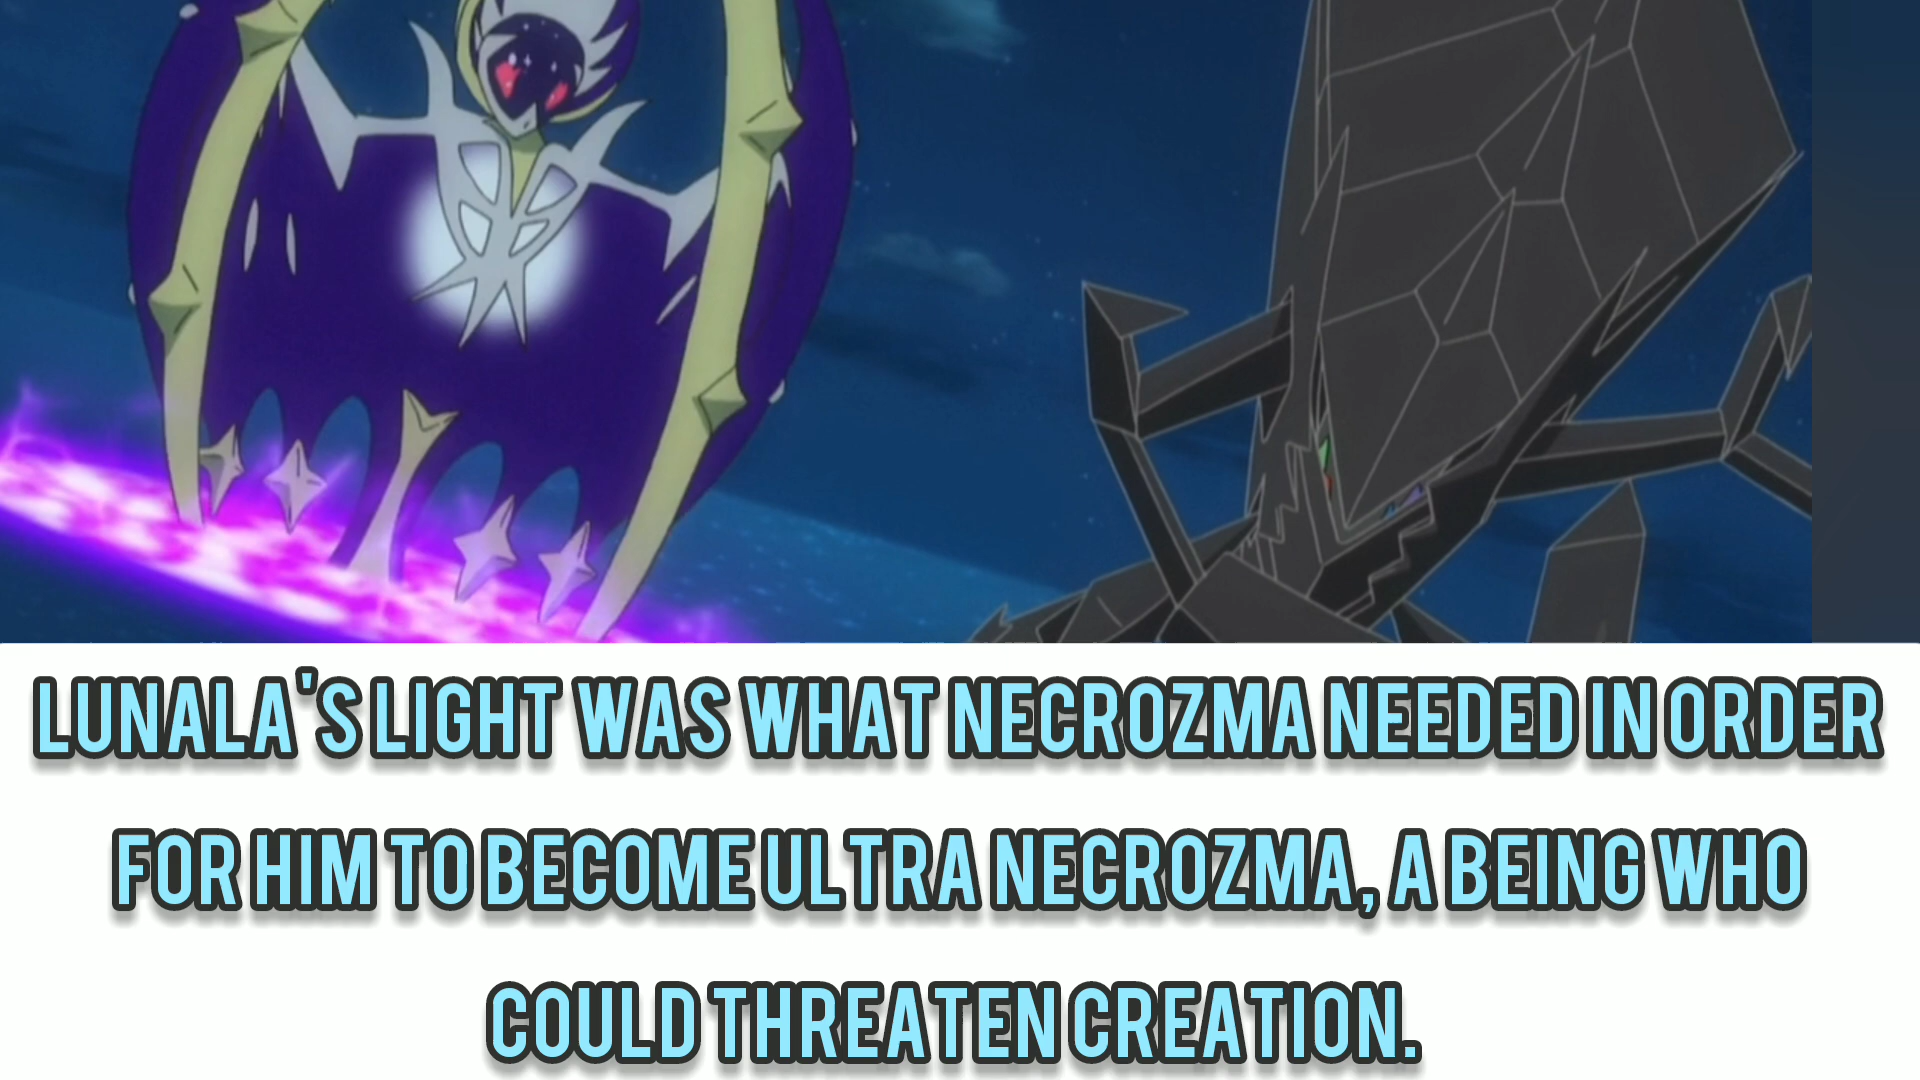 LUNALA'S LIGHT WAS WHAT NECROZMA NEEDED IN ORDER
FOR HIM TO BECOME ULTRA NECROZMA, A BEING WHO
COULD THREATEN CREATION.